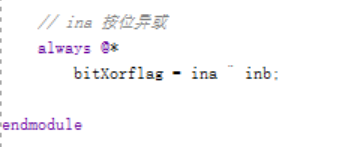 // ina 按位异或
always @*
bitXorflag = ina ^ inb;
endmodule